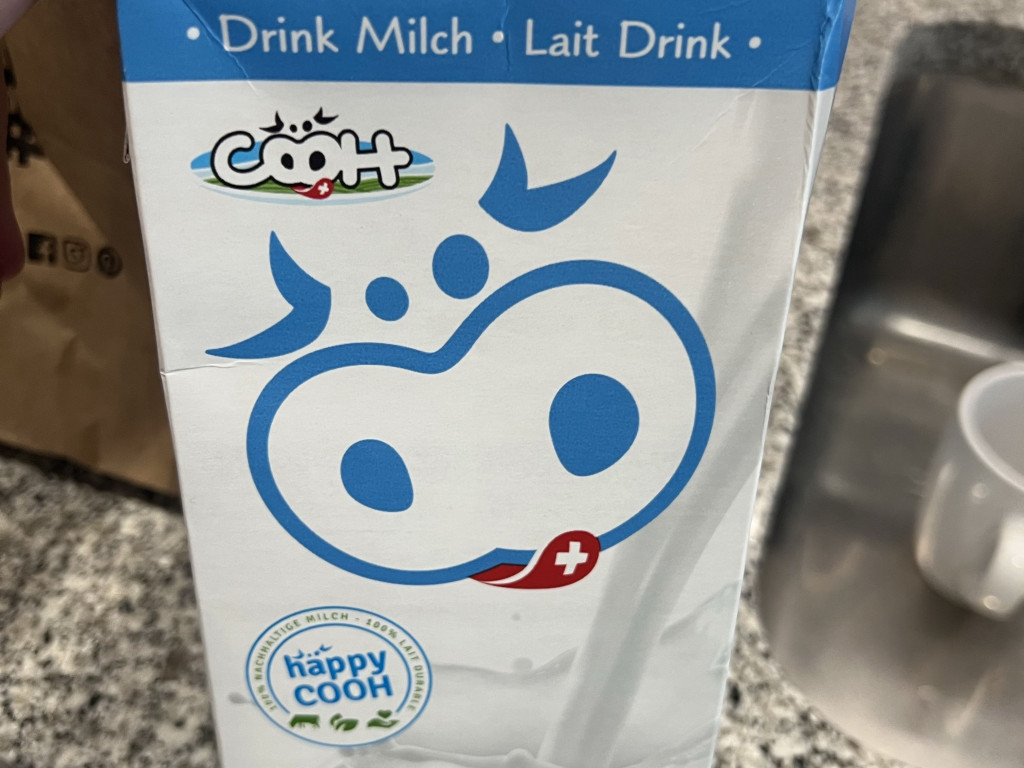 • Drink Milch • Lait Drink •
COOH
100% NACHHALTIGE MILCH - 100% LAIT DURABLE
happy
COOH